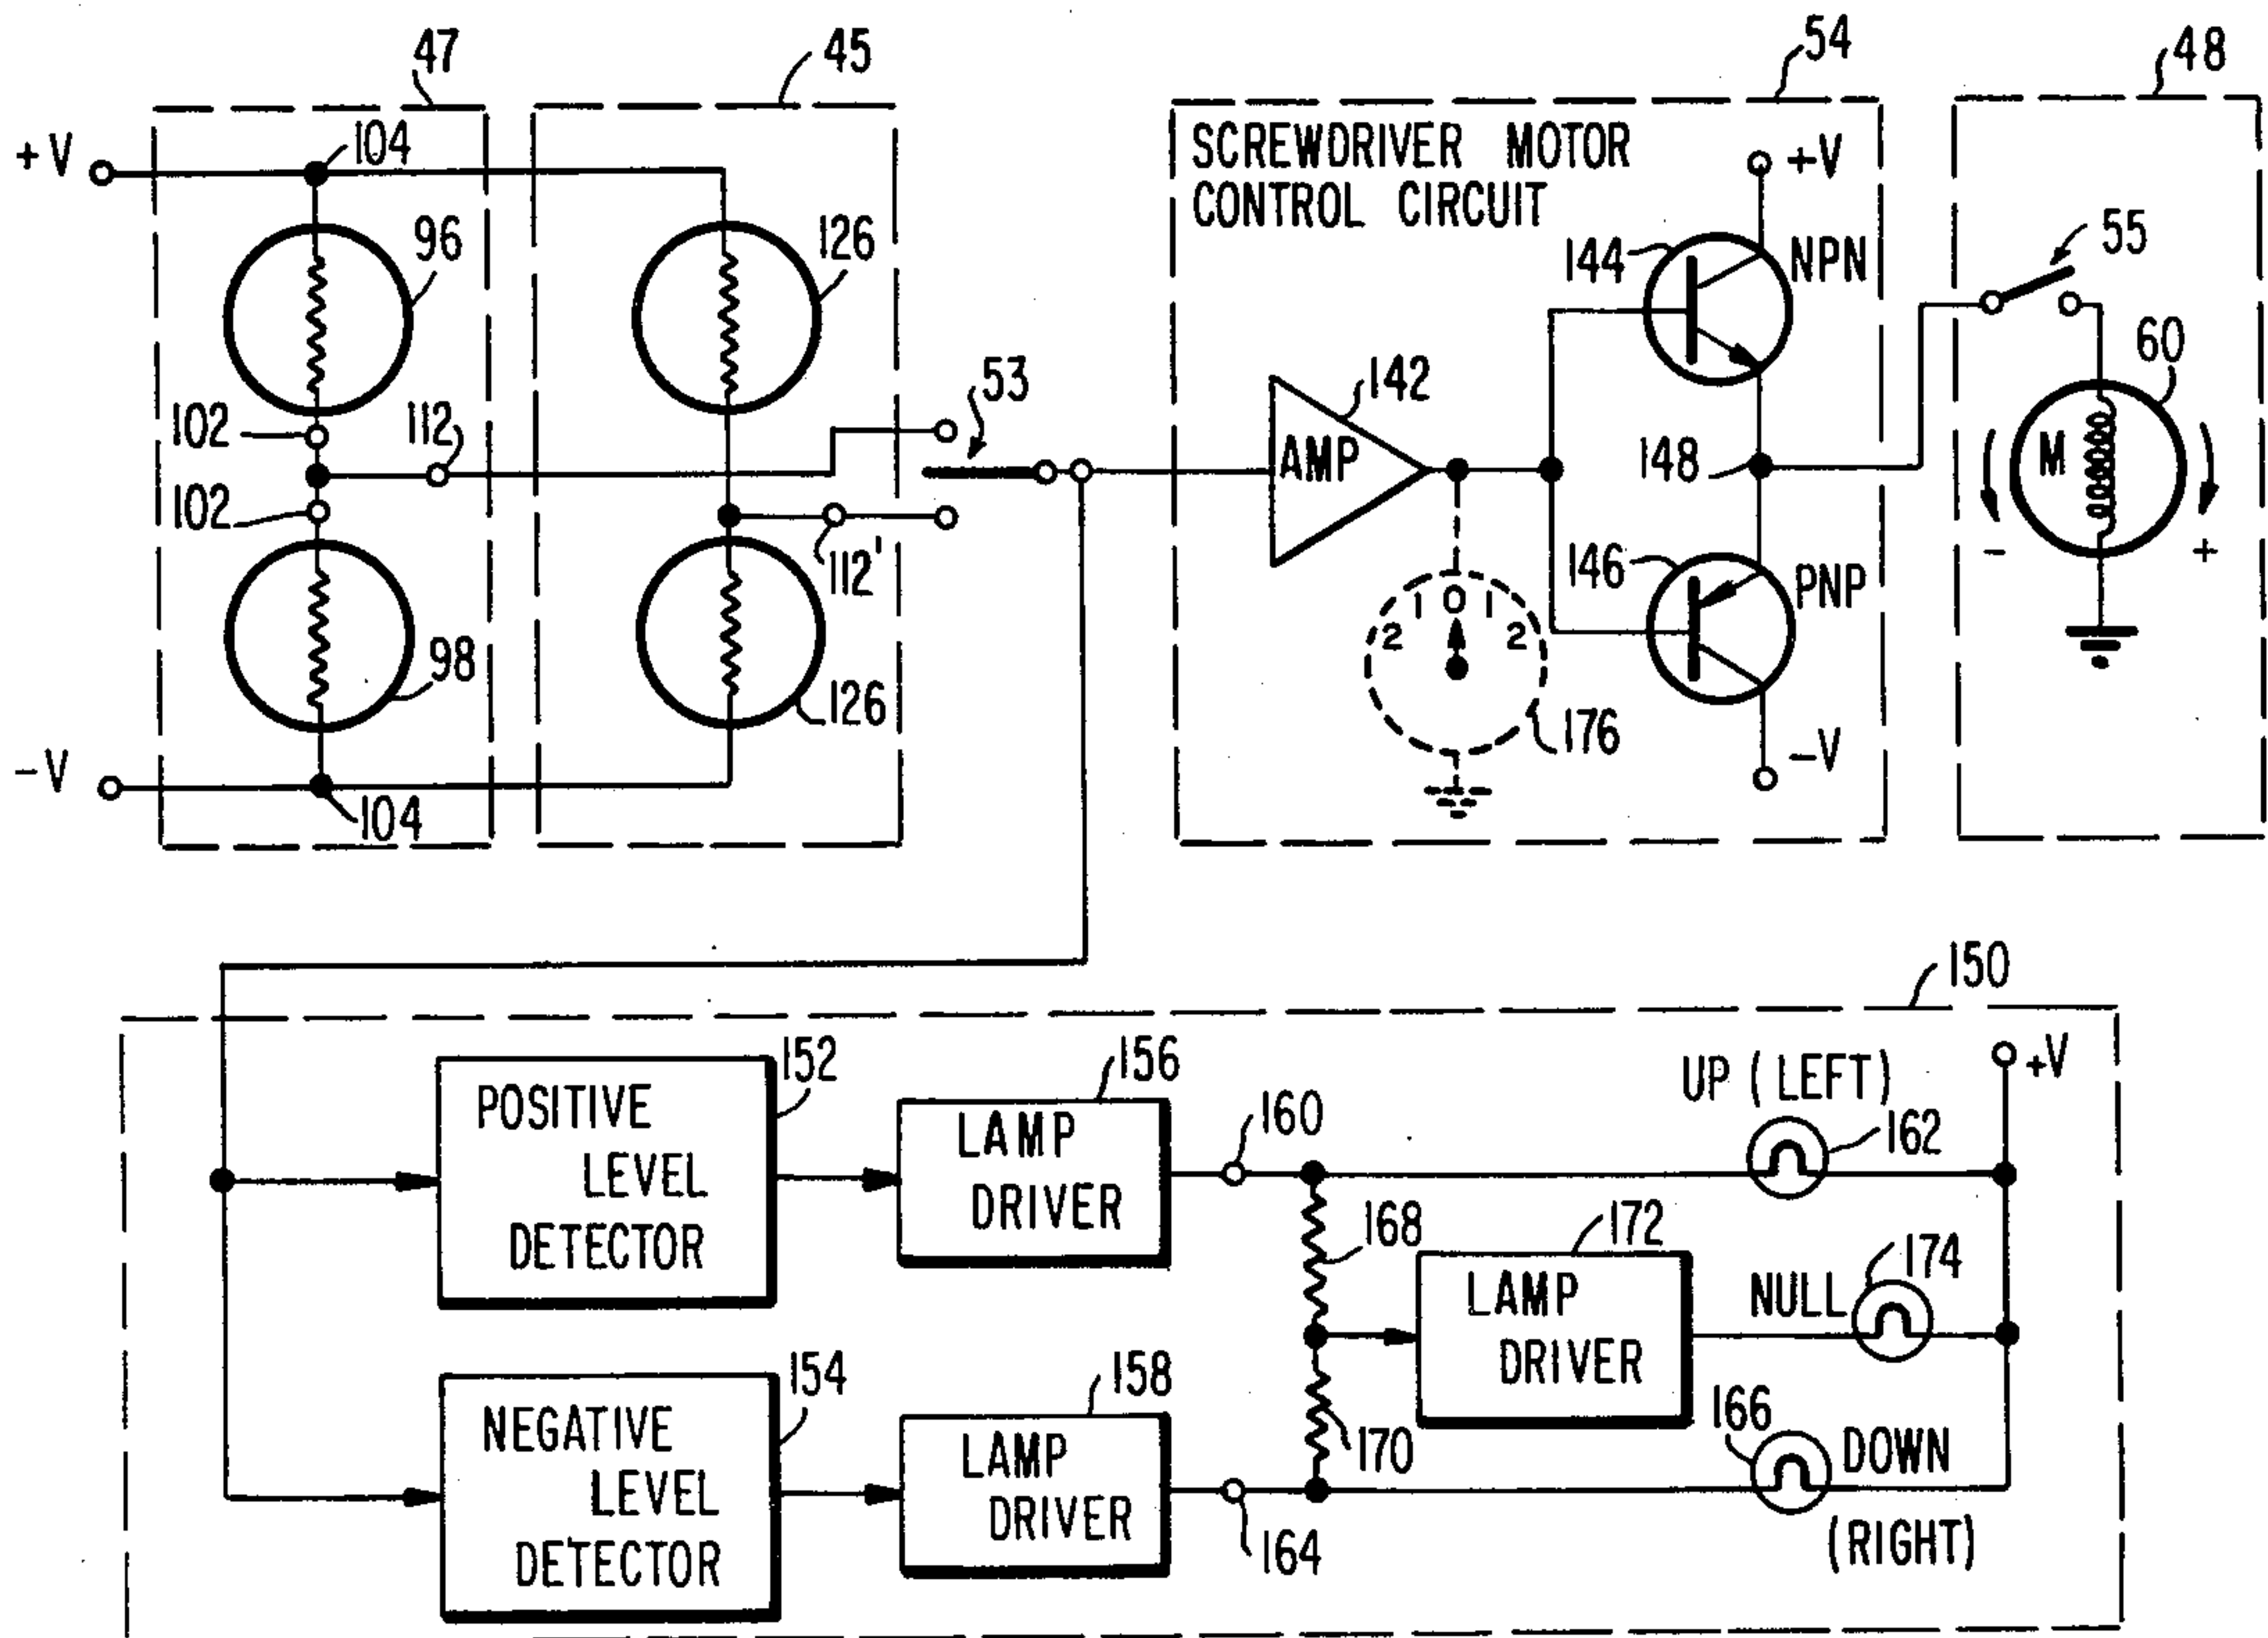 47
45
54
48
+V
104
SCREWDRIVER MOTOR
CONTROL CIRCUIT
+V
96
126
144
NPN
55
53
142
60
102
112
AMP
148
M
102
112'
146
PNP
-
+
2 1 0 1 2
98
126
176
-V
-V
104
150
152
156
UP (LEFT)
+V
POSITIVE
LEVEL
DETECTOR
LAMP
DRIVER
160
162
168
172
174
LAMP
DRIVER
NULL
154
158
166
DOWN
NEGATIVE
LEVEL
DETECTOR
LAMP
DRIVER
170
164
(RIGHT)